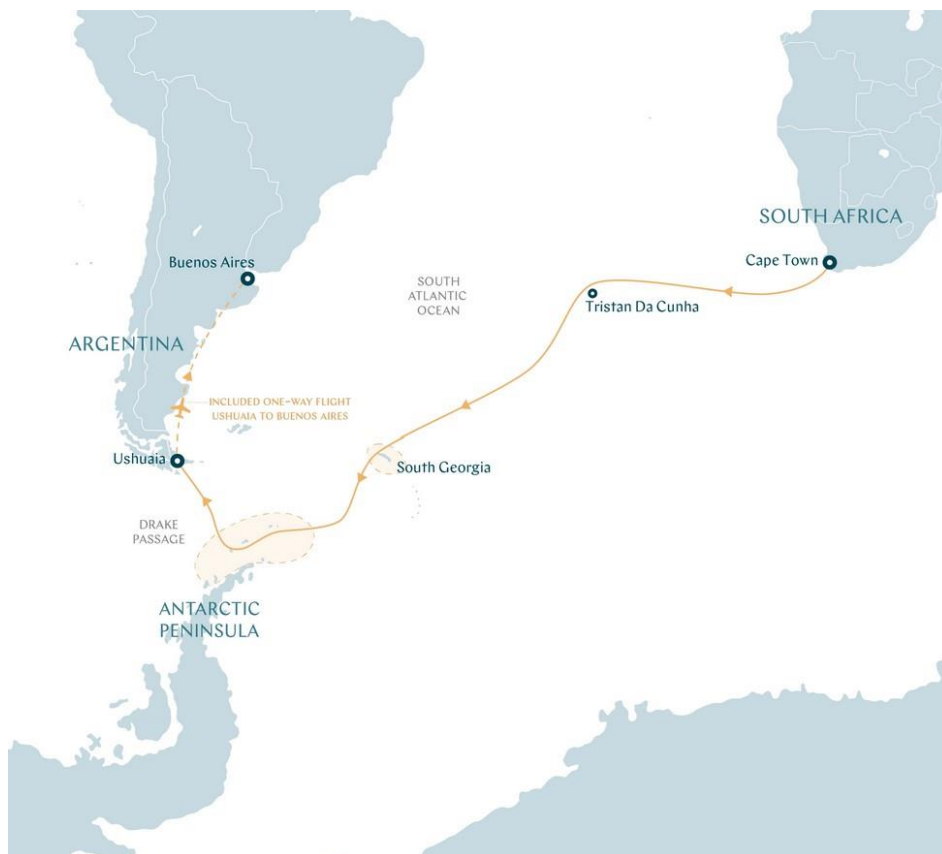 SOUTH AFRICA
Cape Town
Buenos Aires
SOUTH
ATLANTIC
OCEAN
Tristan Da Cunha
ARGENTINA
INCLUDED ONE-WAY FLIGHT
USHUAIA TO BUENOS AIRES
Ushuaia
South Georgia
DRAKE
PASSAGE
ANTARCTIC
PENINSULA